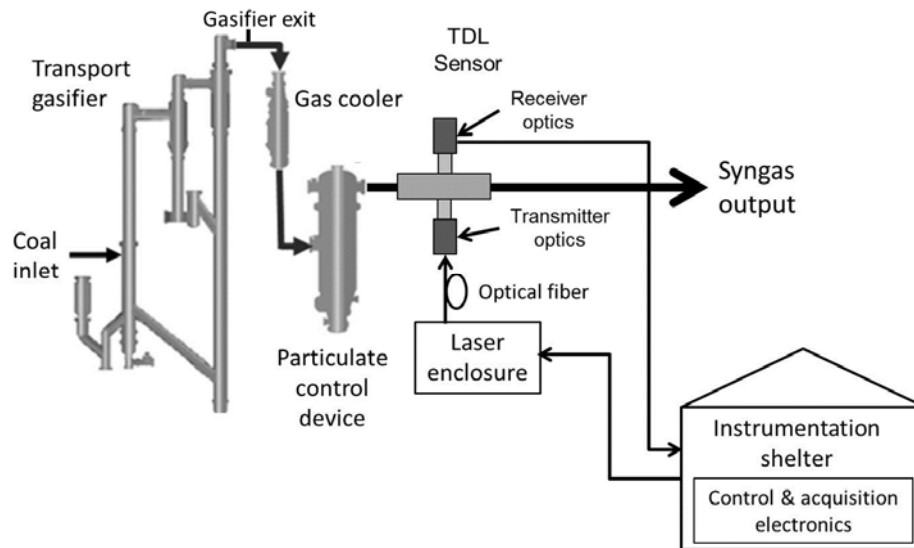 Gasifier exit
Transport
gasifier
Gas cooler
TDL
Sensor
Receiver
optics
Syngas
output
Transmitter
optics
Coal
inlet
Optical fiber
Particulate
control
device
Laser
enclosure
Instrumentation
shelter
Control & acquisition
electronics